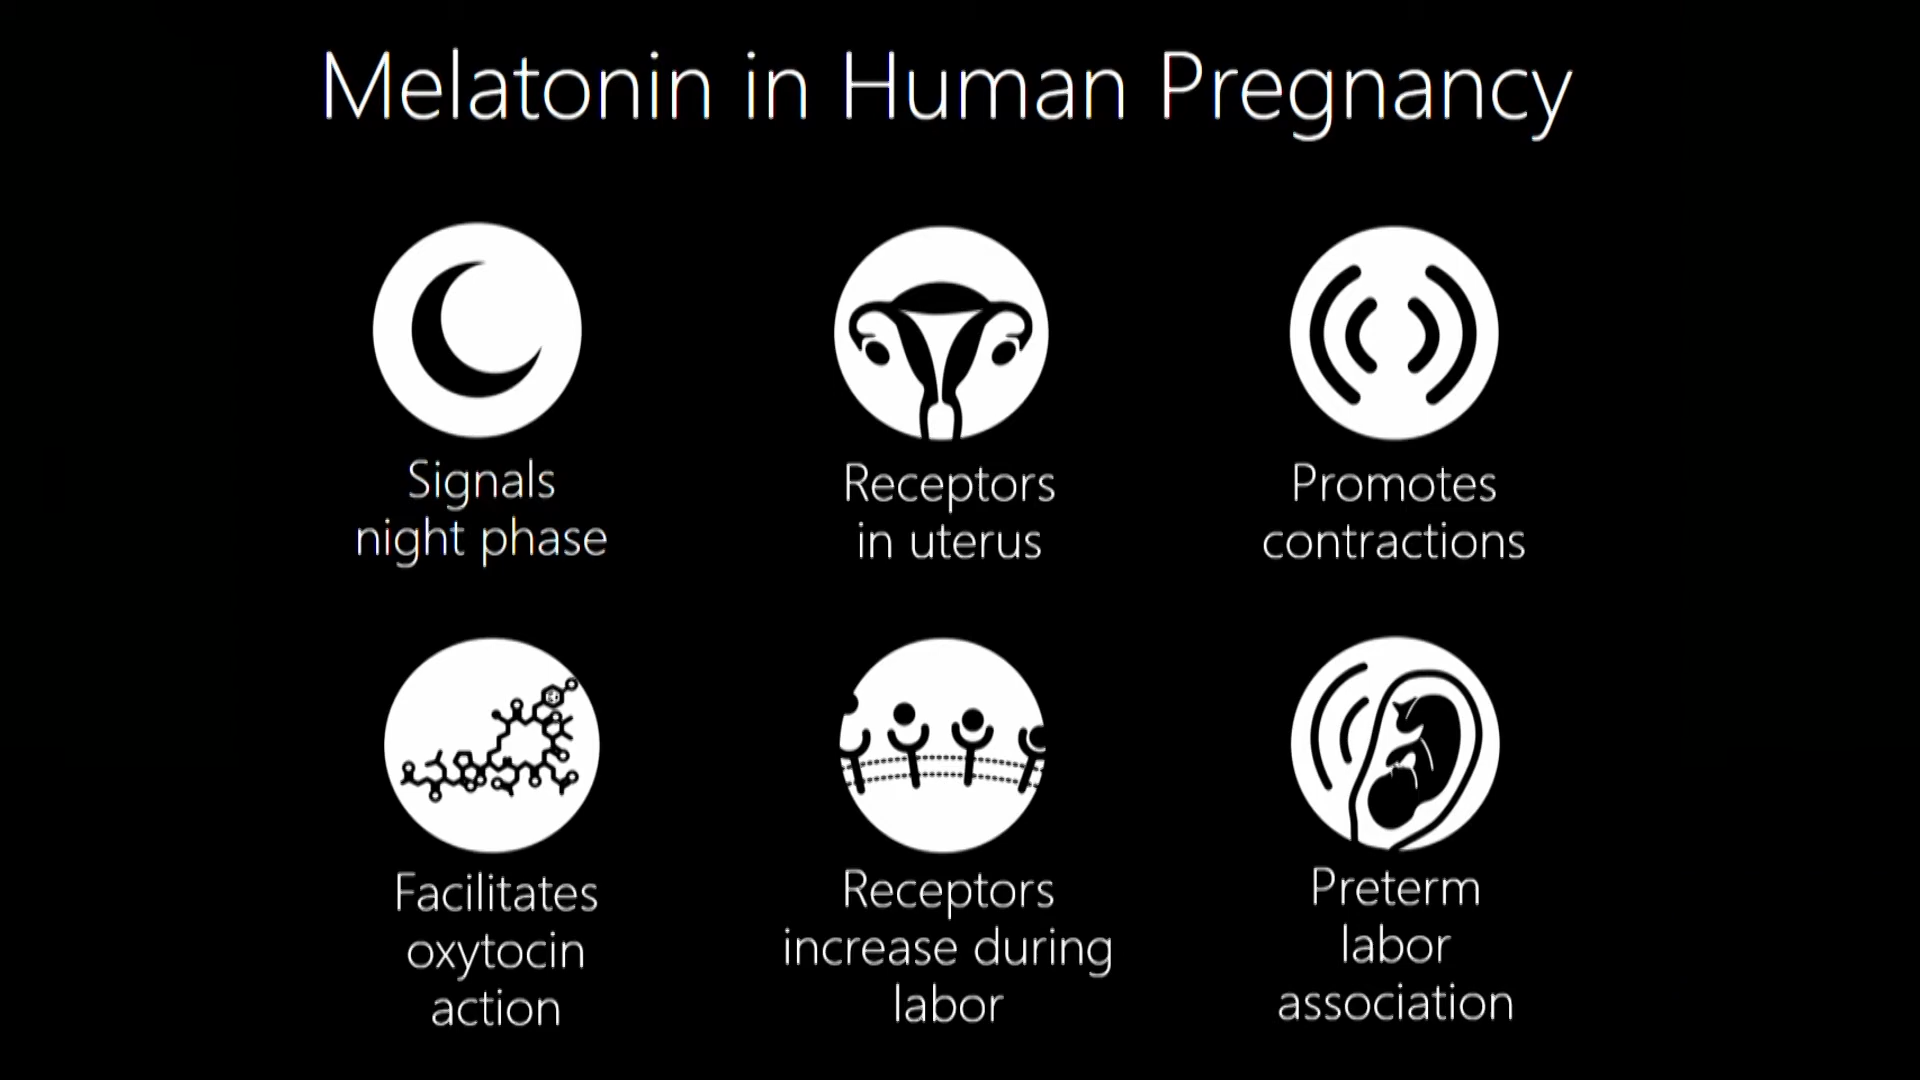 Melatonin in Human Pregnancy
Signals
night phase
Receptors
in uterus
Promotes
contractions
Facilitates
oxytocin
action
Receptors
increase during
labor
Preterm
labor
association